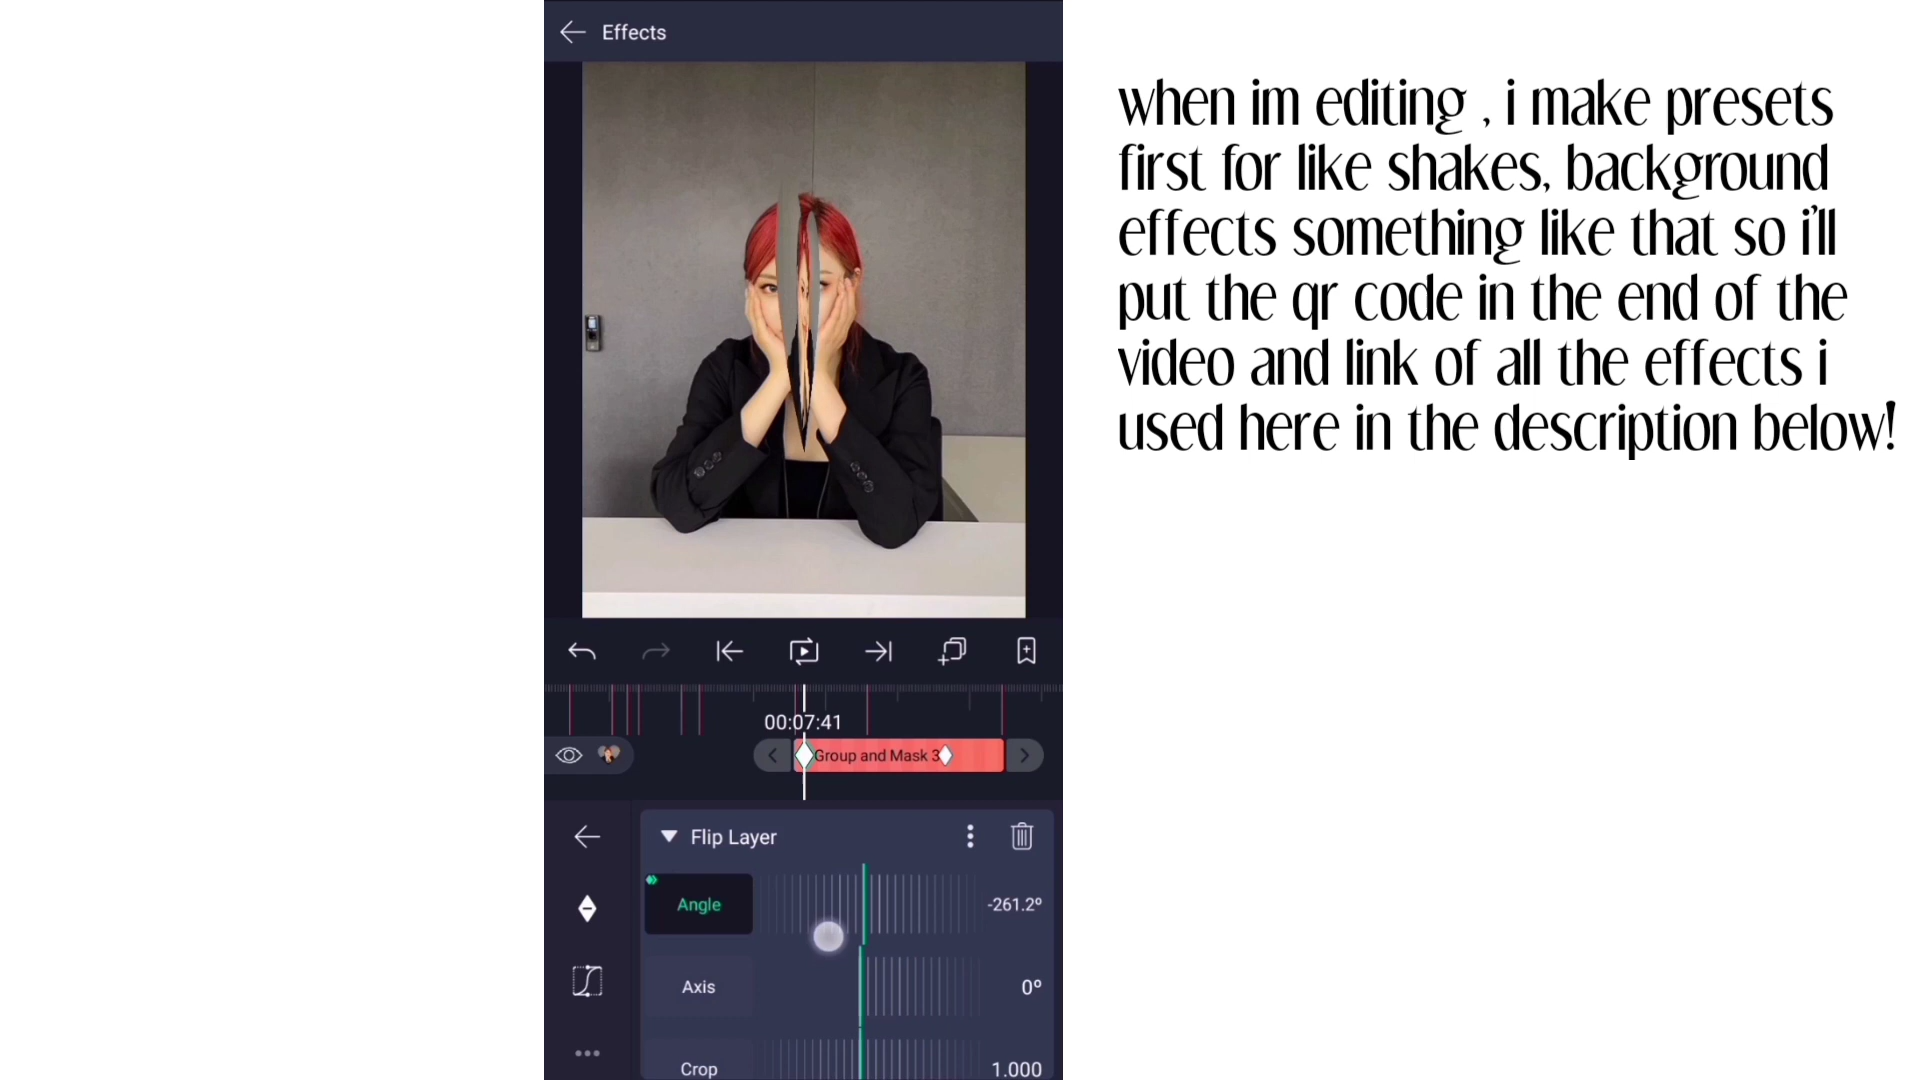 Effects
when im editing , i make presets
first for like shakes, background
effects something like that so i'll
put the qr code in the end of the
video and link of all the effects i
used here in the description below!
00:07:41
Group and Mask 3
Flip Layer
Angle
-261.2º
Axis
0º
Crop
1.000